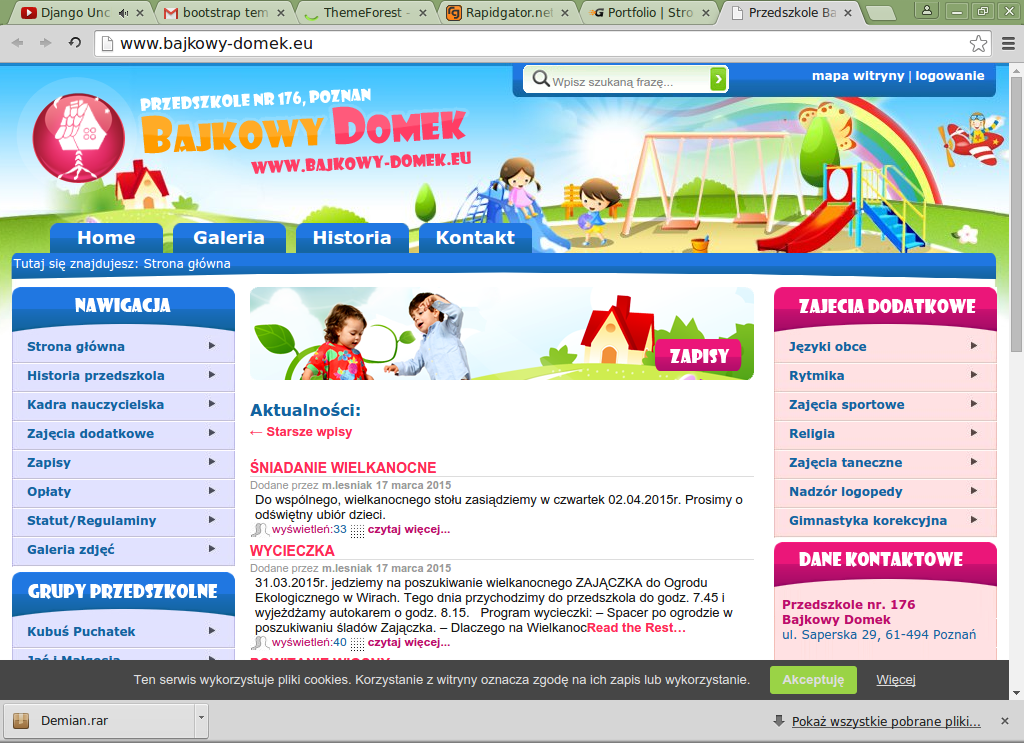 Django Unc
bootstrap tem
ThemeForest -
Rapidgator.net
Portfolio | Stro
Przedszkole Ba
www.bajkowy-domek.eu
Wpisz szukaną frazę...
mapa witryny | logowanie
PRZEDSZKOLE NR 176, POZNAN
BAJKOWY DOMEK
WWW.BAJKOWY-DOMEK.EU
Home
Galeria
Historia
Kontakt
Tutaj się znajdujesz: Strona główna
NAWIGACJA
Strona główna
Historia przedszkola
Kadra nauczycielska
Zajęcia dodatkowe
Zapisy
Opłaty
Statut/Regulaminy
Galeria zdjęć
GRUPY PRZEDSZKOLNE
Kubuś Puchatek
Jaś i Małgosia
ZAPISY
Aktualności:
← Starsze wpisy
ŚNIADANIE WIELKANOCNE
Dodane przez m.lesniak 17 marca 2015
Do wspólnego, wielkanocnego stołu zasiądziemy w czwartek 02.04.2015r. Prosimy o
odświętny ubiór dzieci.
wyświetleń:33 czytaj więcej...
WYCIECZKA
Dodane przez m.lesniak 17 marca 2015
31.03.2015r. jedziemy na poszukiwanie wielkanocnego ZAJĄCZKA do Ogrodu
Ekologicznego w Wirach. Tego dnia przychodzimy do przedszkola do godz. 7.45 i
wyjeżdżamy autokarem o godz. 8.15. Program wycieczki: – Spacer po ogrodzie w
poszukiwaniu śladów Zajączka. – Dlaczego na WielkanocRead the Rest...
wyświetleń:40 czytaj więcej...
POWITANIE WIOSNY
ZAJECIA DODATKOWE
Języki obce
Rytmika
Zajęcia sportowe
Religia
Zajęcia taneczne
Nadzór logopedy
Gimnastyka korekcyjna
DANE KONTAKTOWE
Przedszkole nr. 176
Bajkowy Domek
ul. Saperska 29, 61-494 Poznań
Ten serwis wykorzystuje pliki cookies. Korzystanie z witryny oznacza zgodę na ich zapis lub wykorzystanie.
Akceptuję
Więcej
Demian.rar
Pokaż wszystkie pobrane pliki...